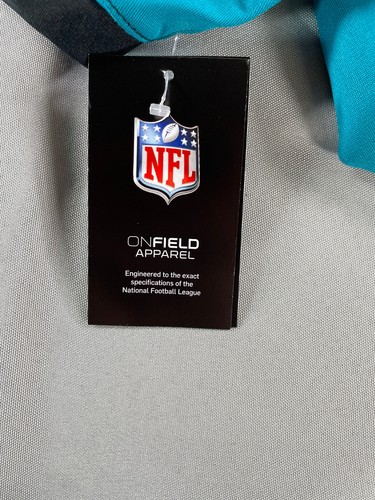 NFL
ONFIELD
APPAREL
Engineered to the exact
specifications of the
National Football League